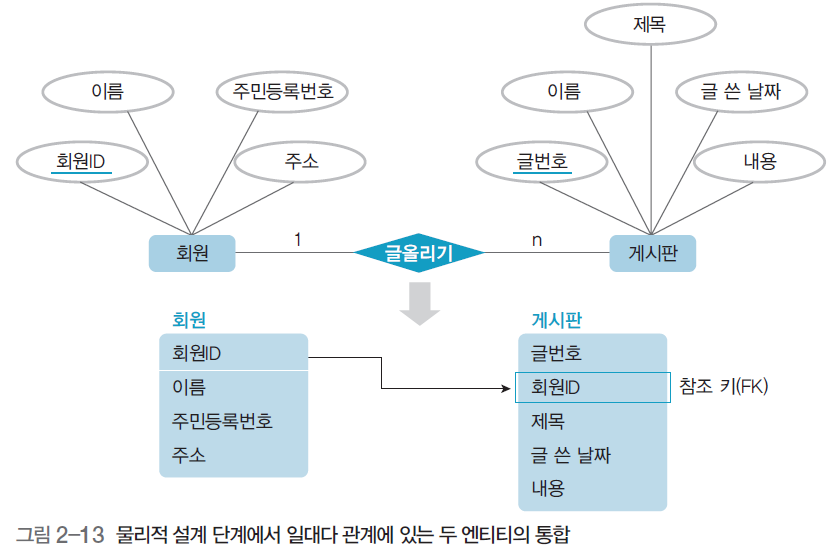 제목
이름
주민등록번호
이름
글 쓴 날짜
회원ID
주소
글번호
내용
회원
1
글올리기
n
게시판
회원
회원ID
이름
주민등록번호
주소
게시판
글번호
회원ID
참조 키(FK)
제목
글 쓴 날짜
내용
그림 2-13 물리적 설계 단계에서 일대다 관계에 있는 두 엔티티의 통합